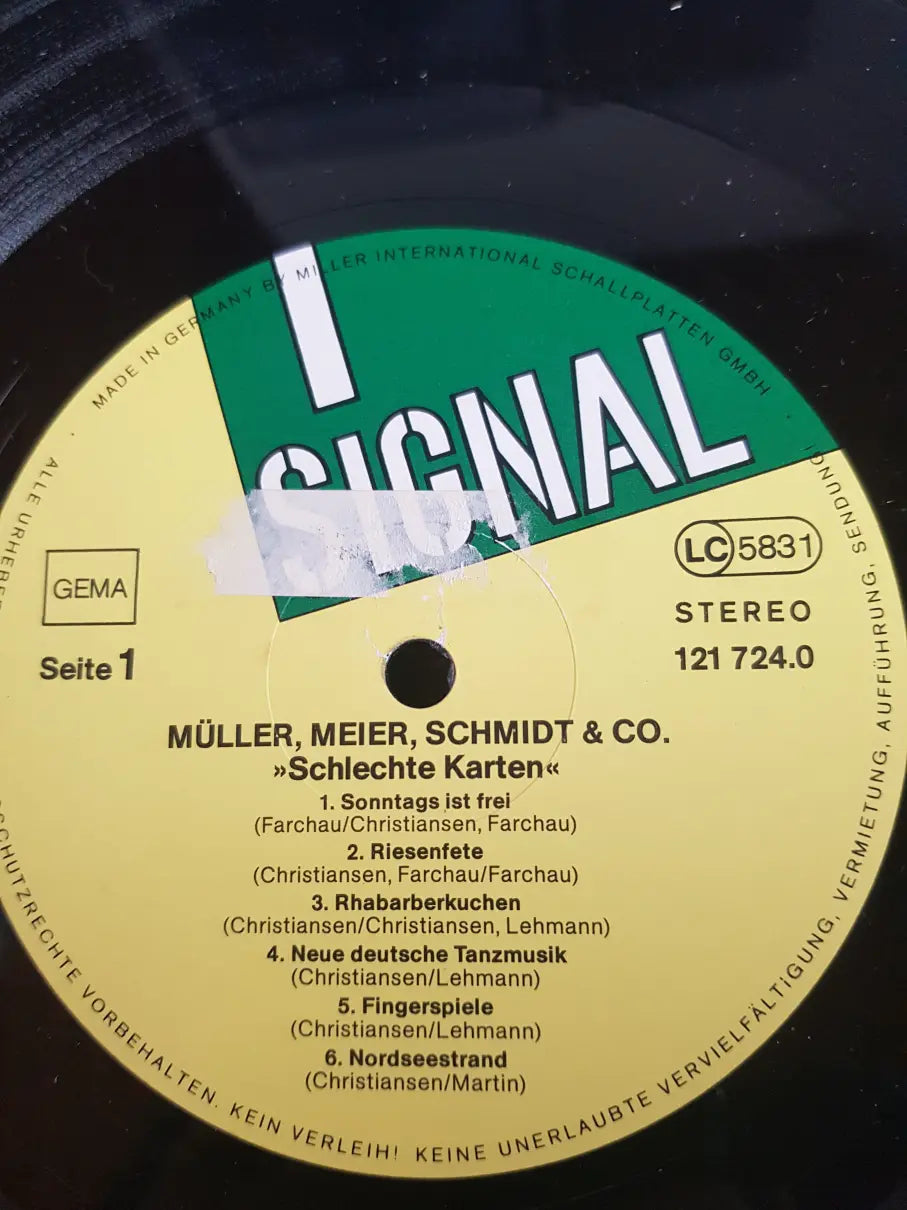 MADE IN GERMANY BY MILLER INTERNATIONAL SCHALLPLATTEN GMBH
SIGNAL
GEMA
Seite 1
LC 5831
STEREO
121 724.0
MÜLLER, MEIER, SCHMIDT & CO.
»Schlechte Karten«
1. Sonntags ist frei
(Farchau/Christiansen, Farchau)
2. Riesenfete
(Christiansen, Farchau/Farchau)
3. Rhabarberkuchen
(Christiansen/Christiansen, Lehmann)
4. Neue deutsche Tanzmusik
(Christiansen/Lehmann)
5. Fingerspiele
(Christiansen/Lehmann)
6. Nordseestrand
(Christiansen/Martin)
ALLE VORBEHALTEN. KEIN VERLEIH! KEINE UNERLAUBTE VERVIELFÄLTIGUNG, VERMIETUNG, AUFFÜHRUNG, SENDUNG!